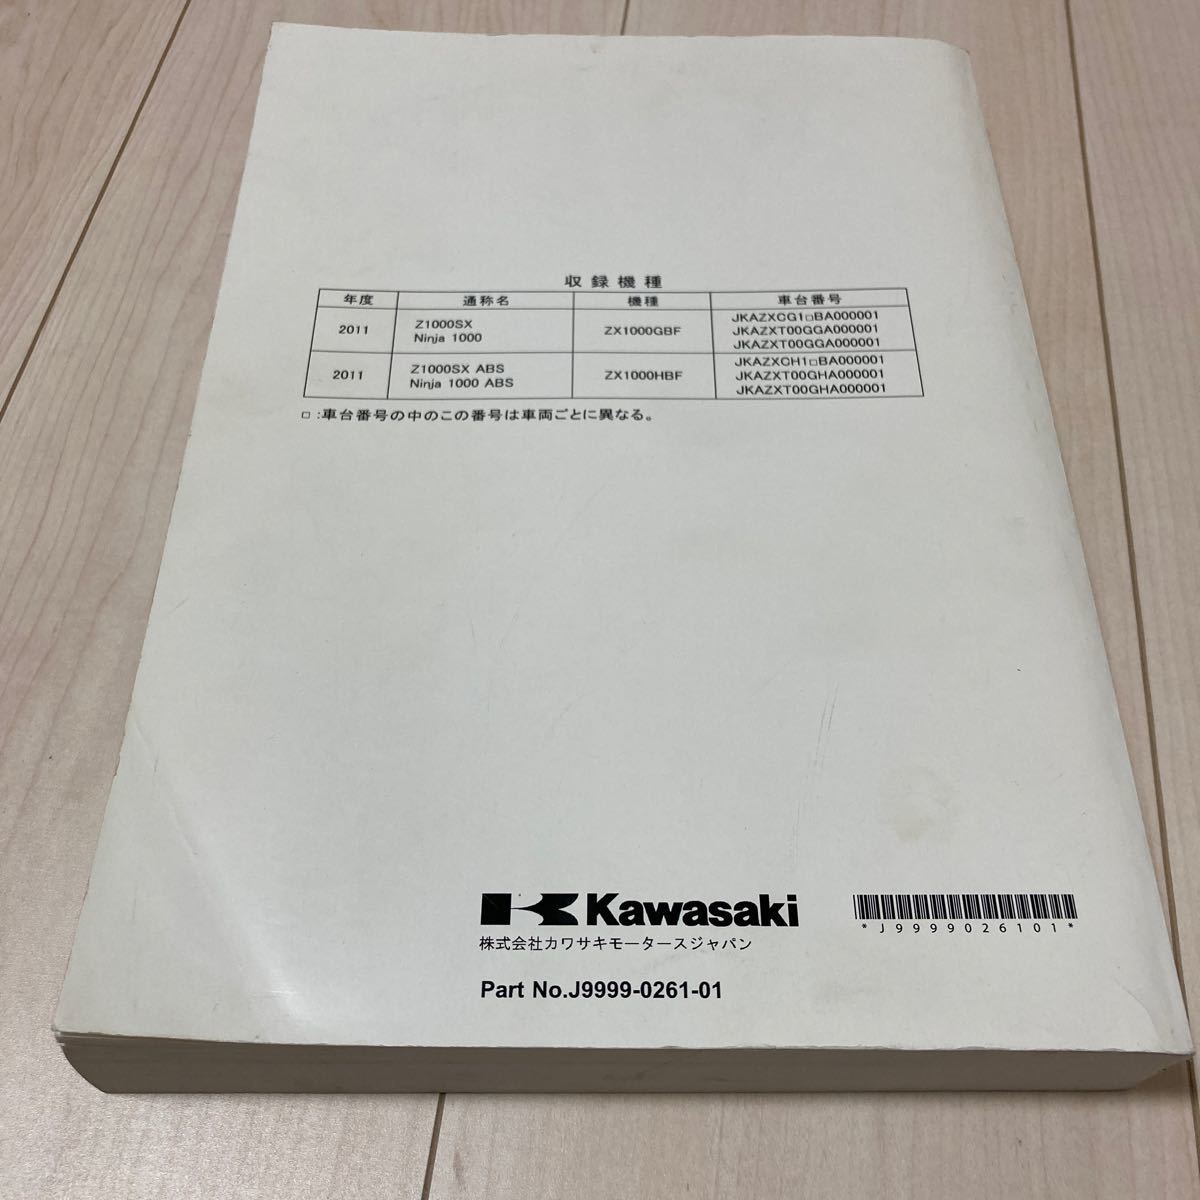 収録機種
年度 通称名 機種 車台番号
2011 Z1000SX Ninja 1000 ZX1000GBF JKAZXCG1□BA000001
JKAZXT00GGA000001
JKAZXT00GGA000001
2011 Z1000SX ABS Ninja 1000 ABS ZX1000HBF JKAZXCH1□BA000001
JKAZXT00GHA000001
JKAZXT00GHA000001
□:車台番号の中のこの番号は車両ごとに異なる。
Kawasaki
株式会社カワサキモータースジャパン
*J9999026101*
Part No.J9999-0261-01